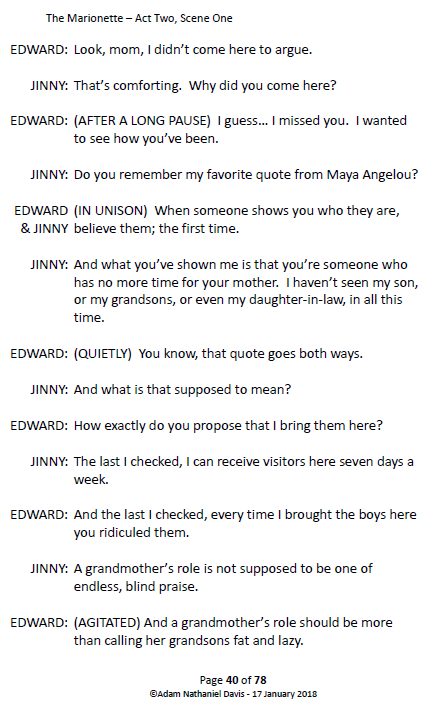 The Marionette – Act Two, Scene One
EDWARD: Look, mom, I didn't come here to argue.
JINNY: That's comforting.  Why did you come here?
EDWARD: (AFTER A LONG PAUSE)  I guess... I missed you.  I wanted
to see how you've been.
JINNY: Do you remember my favorite quote from Maya Angelou?
EDWARD (IN UNISON)  When someone shows you who they are,
& JINNY believe them; the first time.
JINNY: And what you've shown me is that you're someone who
has no more time for your mother.  I haven't seen my son,
or my grandsons, or even my daughter-in-law, in all this
time.
EDWARD: (QUIETLY)  You know, that quote goes both ways.
JINNY: And what is that supposed to mean?
EDWARD: How exactly do you propose that I bring them here?
JINNY: The last I checked, I can receive visitors here seven days a
week.
EDWARD: And the last I checked, every time I brought the boys here
you ridiculed them.
JINNY: A grandmother's role is not supposed to be one of
endless, blind praise.
EDWARD: (AGITATED) And a grandmother's role should be more
than calling her grandsons fat and lazy.
Page 40 of 78
©Adam Nathaniel Davis - 17 January 2018